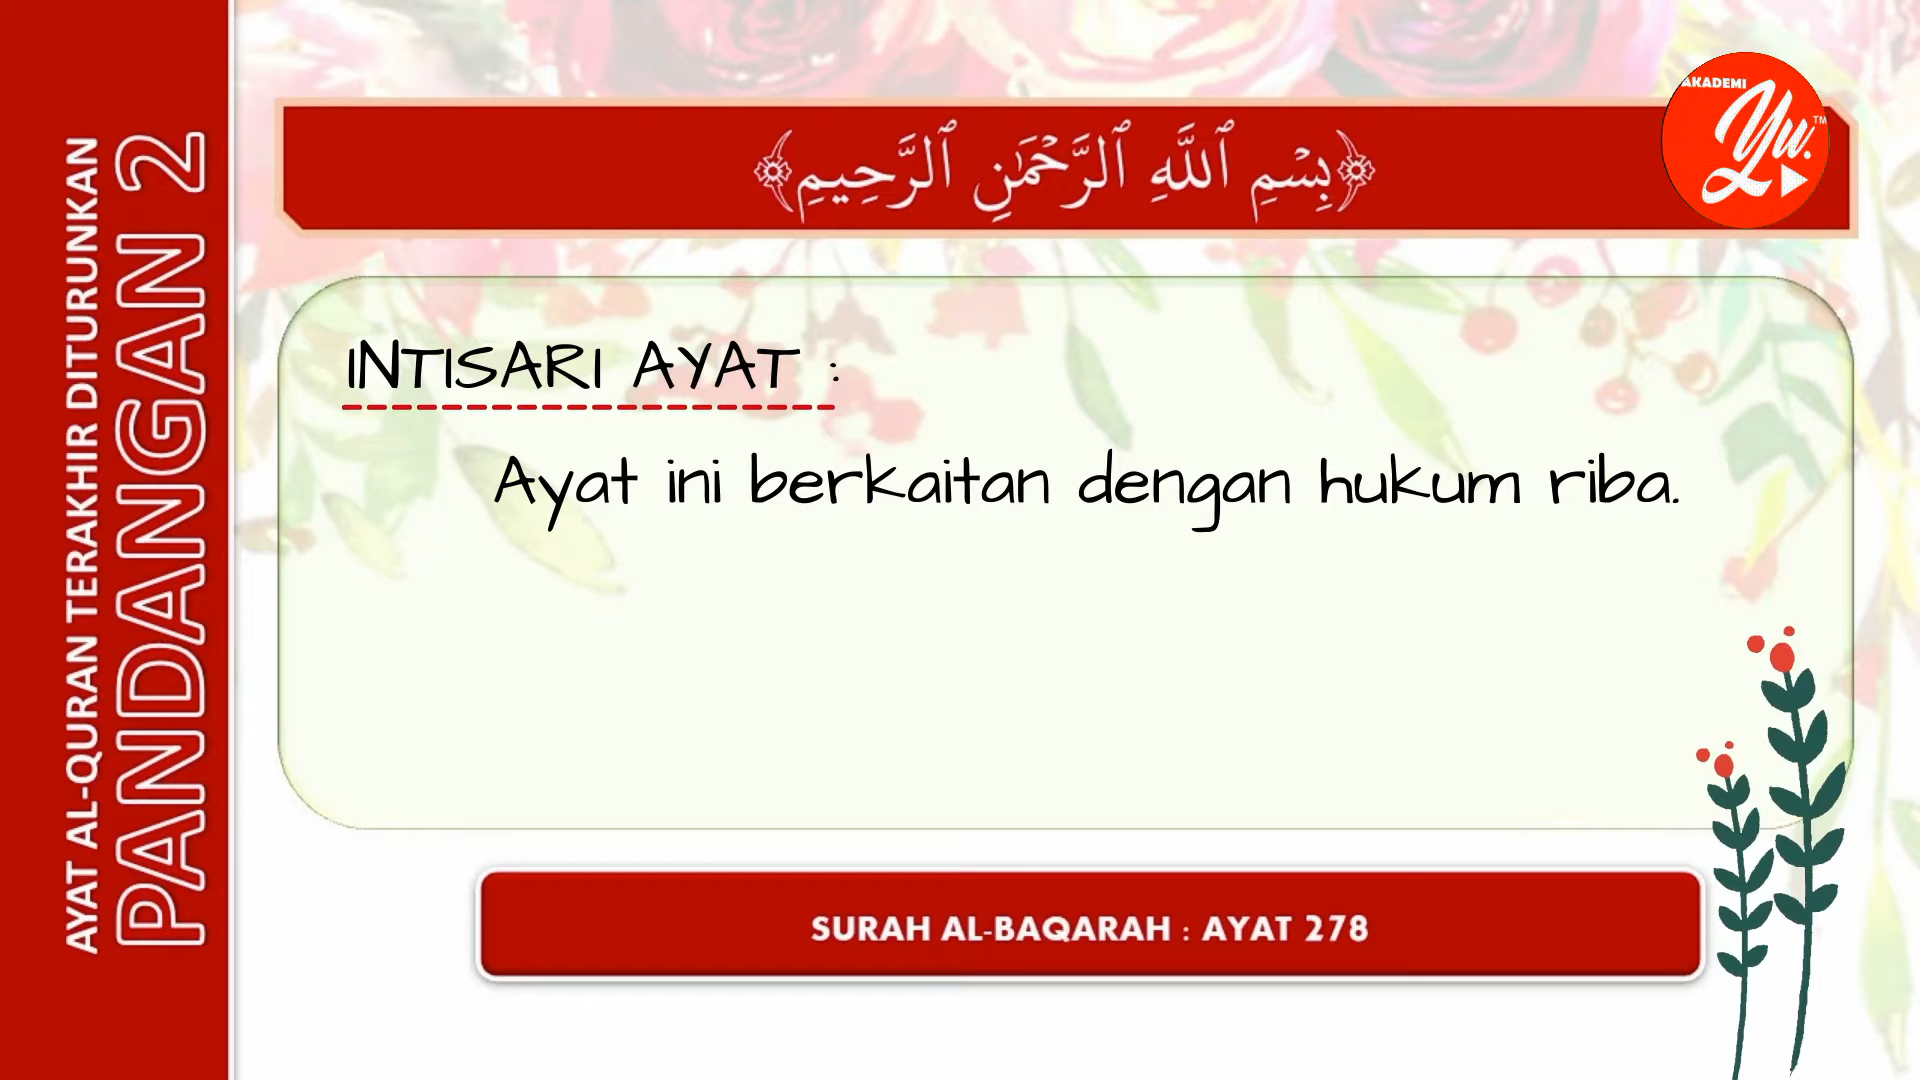 AYAT AL-QURAN TERAKHIR DITURUNKAN
PANDANGAN 2
﴿بِسْمِ ٱللَّهِ ٱلرَّحْمَٰنِ ٱلرَّحِيمِ﴾
AKADEMI
Yu.
TM
INTISARI AYAT :
Ayat ini berkaitan dengan hukum riba.
SURAH AL-BAQARAH : AYAT 278